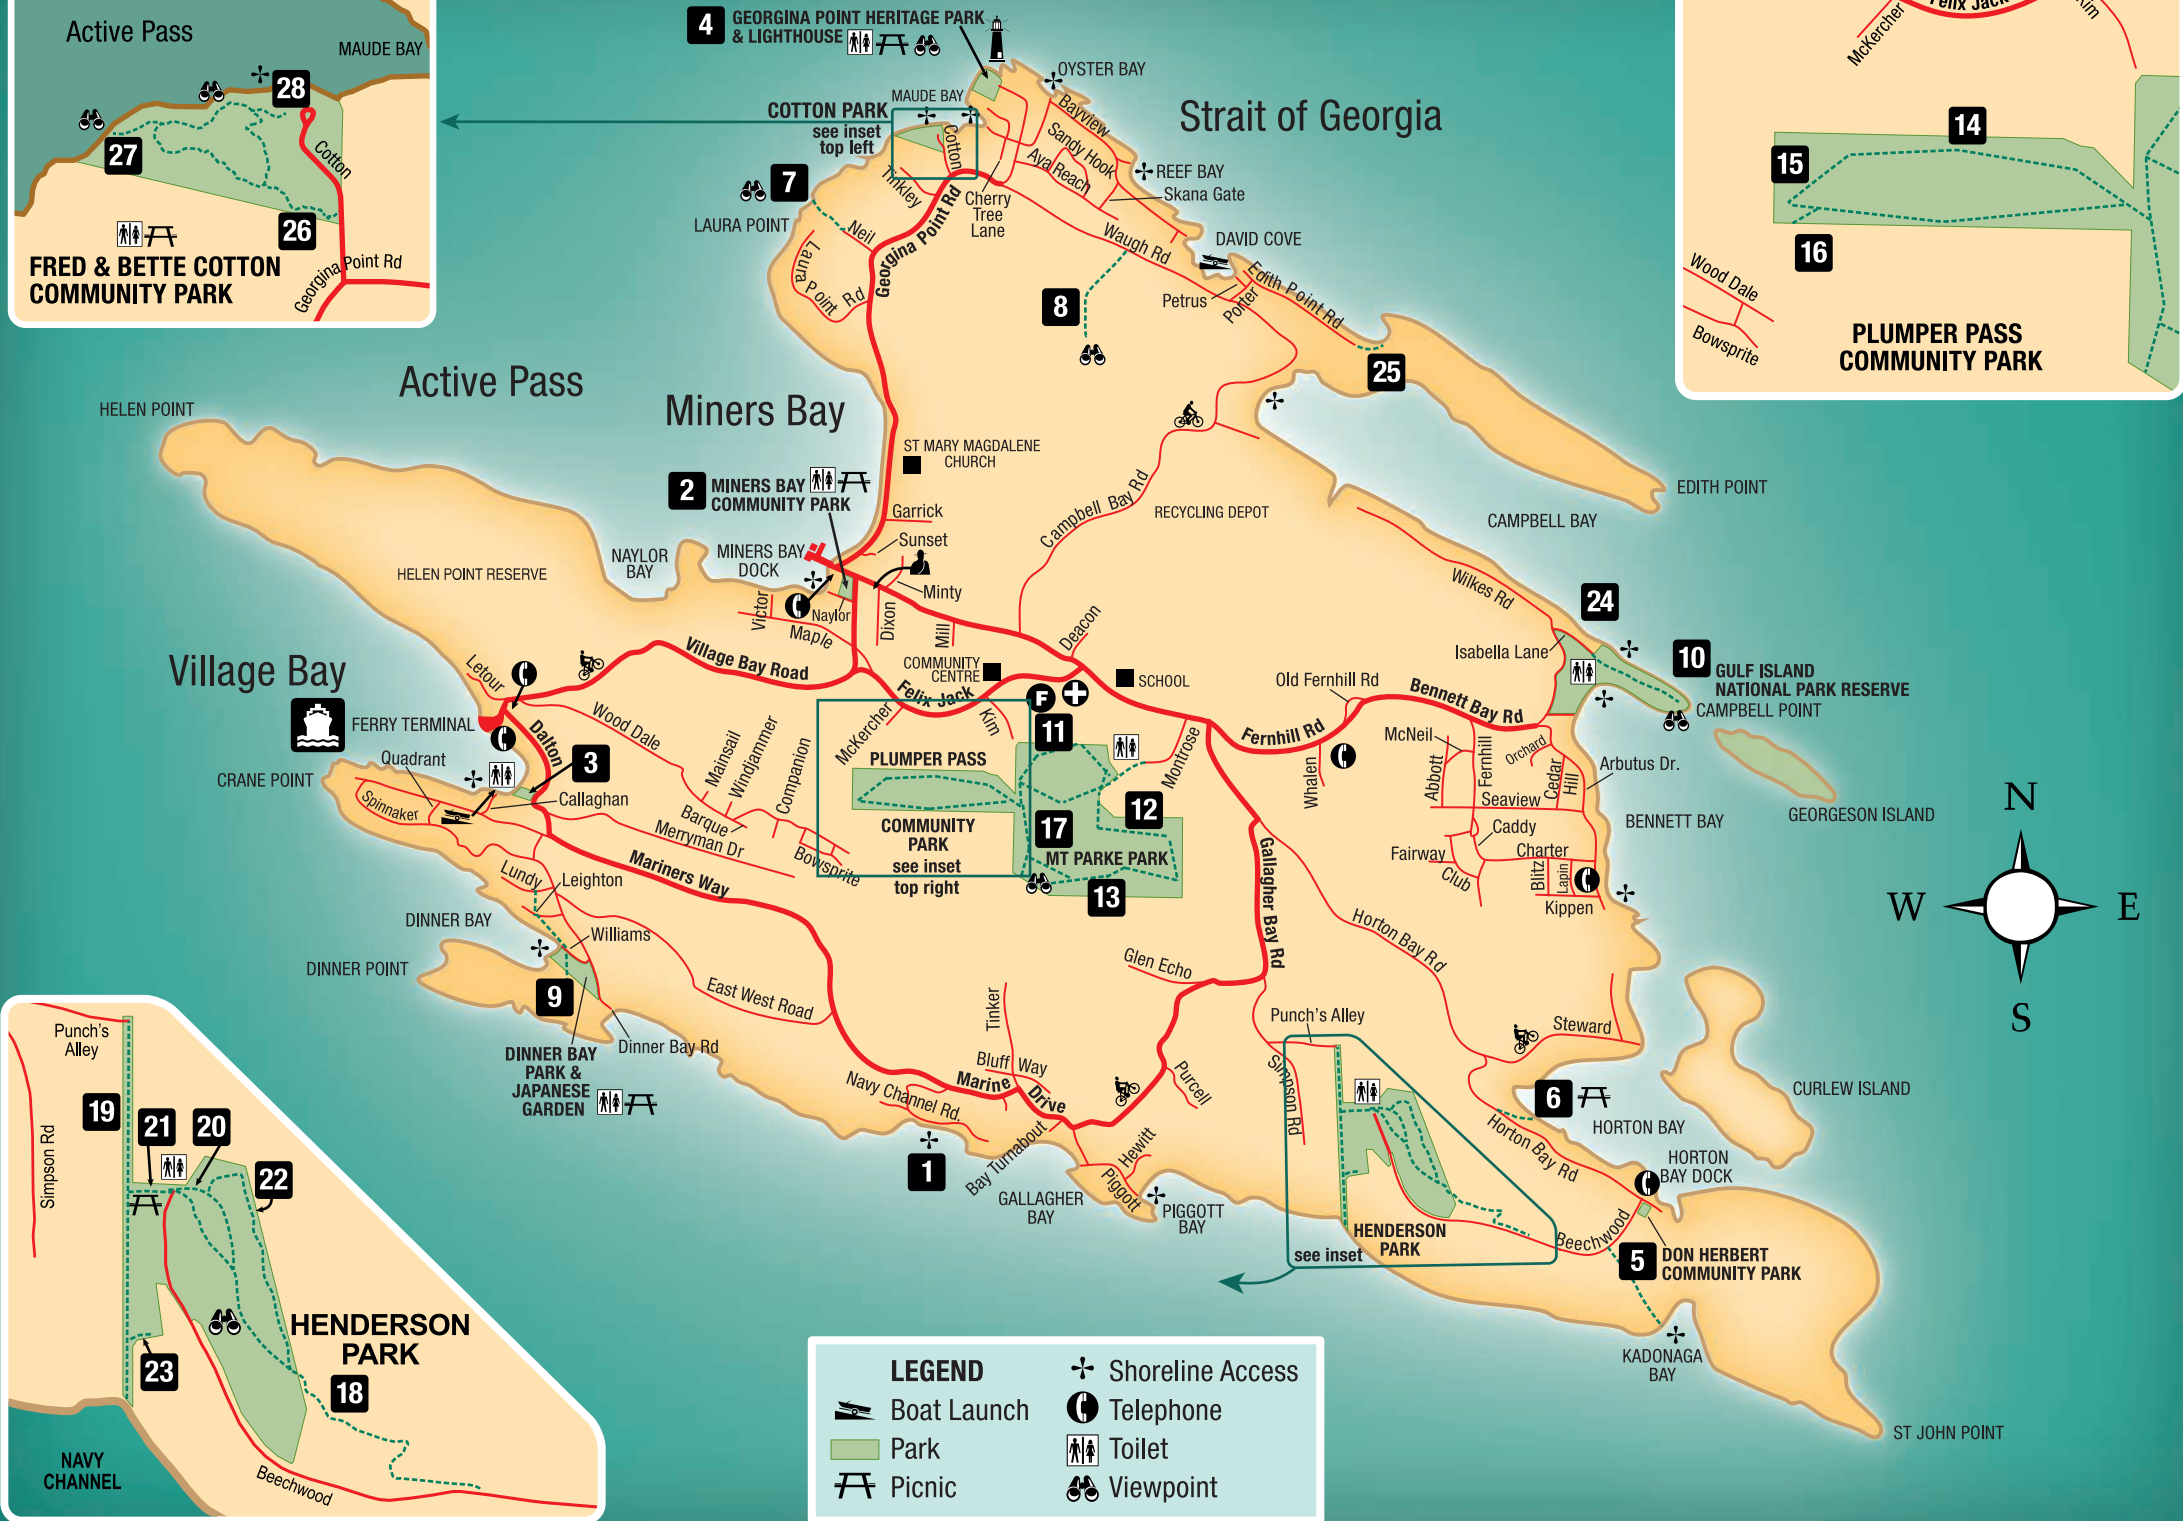 Active Pass
MAUDE BAY
28
27
26
Cotton
Georgina Point Rd
FRED & BETTE COTTON
COMMUNITY PARK
4
GEORGINA POINT HERITAGE PARK
& LIGHTHOUSE
OYSTER BAY
MAUDE BAY
COTTON PARK
see inset
top left
Cotton
Bayview
Sandy Hook
Aya Reach
Strait of Georgia
REEF BAY
Skana Gate
7
LAURA POINT
Tinkley
Cherry
Tree
Lane
Neil
Laura
Point
Rd
Georgina Point Rd
Waugh Rd
DAVID COVE
Petrus
Porter
Edith Point Rd
8
25
McKercher
Felix Jack
Kim
14
15
16
Wood Dale
Bowsprite
PLUMPER PASS
COMMUNITY PARK
Active Pass
Miners Bay
HELEN POINT
ST MARY MAGDALENE
CHURCH
2
MINERS BAY
COMMUNITY PARK
Garrick
Sunset
Campbell Bay Rd
RECYCLING DEPOT
EDITH POINT
CAMPBELL BAY
HELEN POINT RESERVE
NAYLOR
BAY
MINERS BAY
DOCK
Minty
Victor
Naylor
Maple
Dixon
Mill
Deacon
Wilkes Rd
24
Isabella Lane
10
GULF ISLAND
NATIONAL PARK RESERVE
CAMPBELL POINT
Village Bay
Letour
Village Bay Road
COMMUNITY
CENTRE
Felix Jack
F
SCHOOL
Old Fernhill Rd
Bennett Bay Rd
FERRY TERMINAL
Dalton
Wood Dale
McKercher
Kim
11
Fernhill Rd
McNeil
Orchard
Arbutus Dr.
Quadrant
CRANE POINT
3
Mainsail
Windjammer
Companion
PLUMPER PASS
Montrose
Whalen
Abbott
Fernhill
Cedar
Hill
Spinnaker
Callaghan
Barque
Merryman Dr
Bowsprite
COMMUNITY
PARK
see inset
top right
17
12
MT PARKE PARK
13
Seaview
BENNETT BAY
GEORGESON ISLAND
Caddy
Fairway
Charter
Club
Blitz
Lapin
Kippen
Lundy
Leighton
Mariners Way
Gallagher Bay Rd
Horton Bay Rd
N
W
E
S
DINNER BAY
Williams
DINNER POINT
9
East West Road
Glen Echo
DINNER BAY
PARK &
JAPANESE
GARDEN
Dinner Bay Rd
Tinker
Bluff Way
Navy Channel Rd.
Marine
Drive
Purcell
Punch's Alley
Simpson Rd
Steward
6
HORTON BAY
CURLEW ISLAND
Horton Bay Rd
HORTON
BAY DOCK
1
Bay Turnabout
Hewitt
Piggott
GALLAGHER
BAY
PIGGOTT
BAY
HENDERSON
PARK
see inset
Beechwood
5
DON HERBERT
COMMUNITY PARK
KADONAGA
BAY
ST JOHN POINT
Punch's
Alley
19
21
20
22
Simpson Rd
HENDERSON
PARK
18
23
NAVY
CHANNEL
Beechwood
LEGEND
Boat Launch
Park
Picnic
Shoreline Access
Telephone
Toilet
Viewpoint